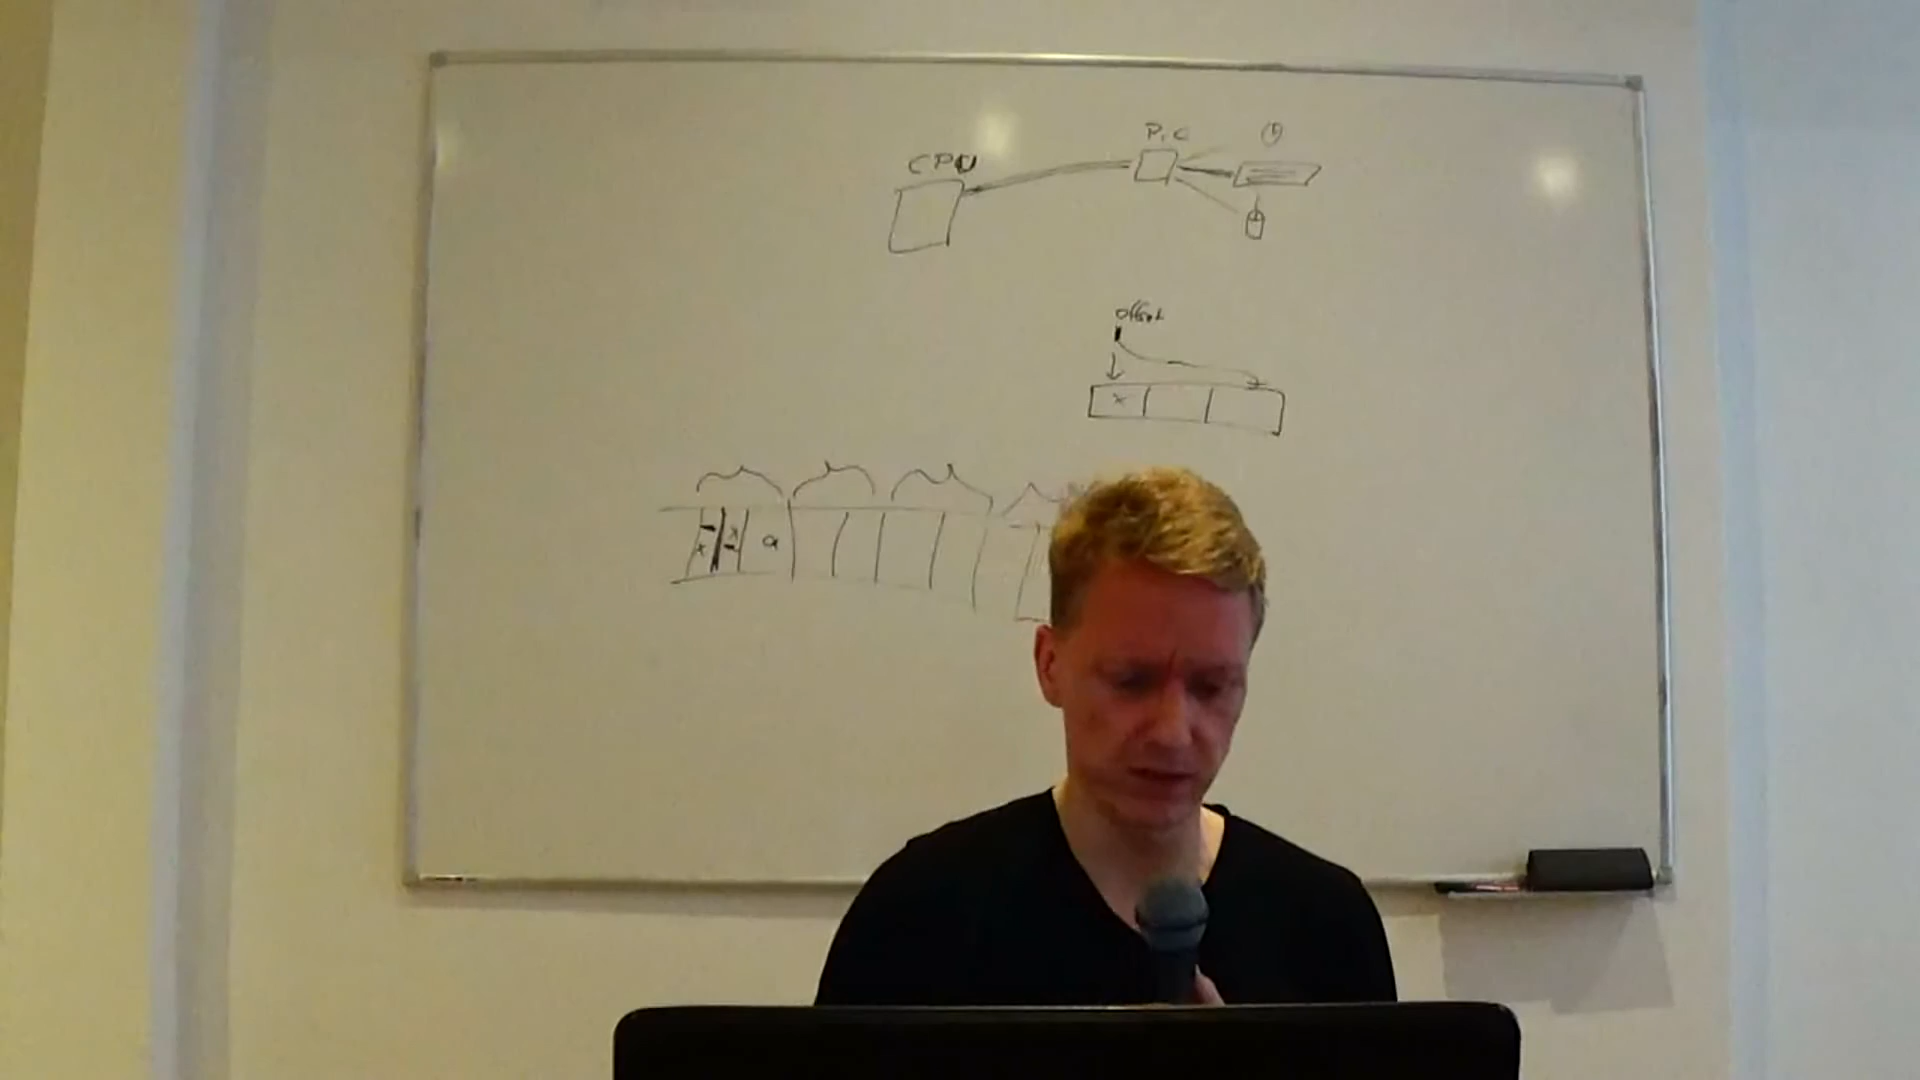 PIC
CPU
offset
x
x x a